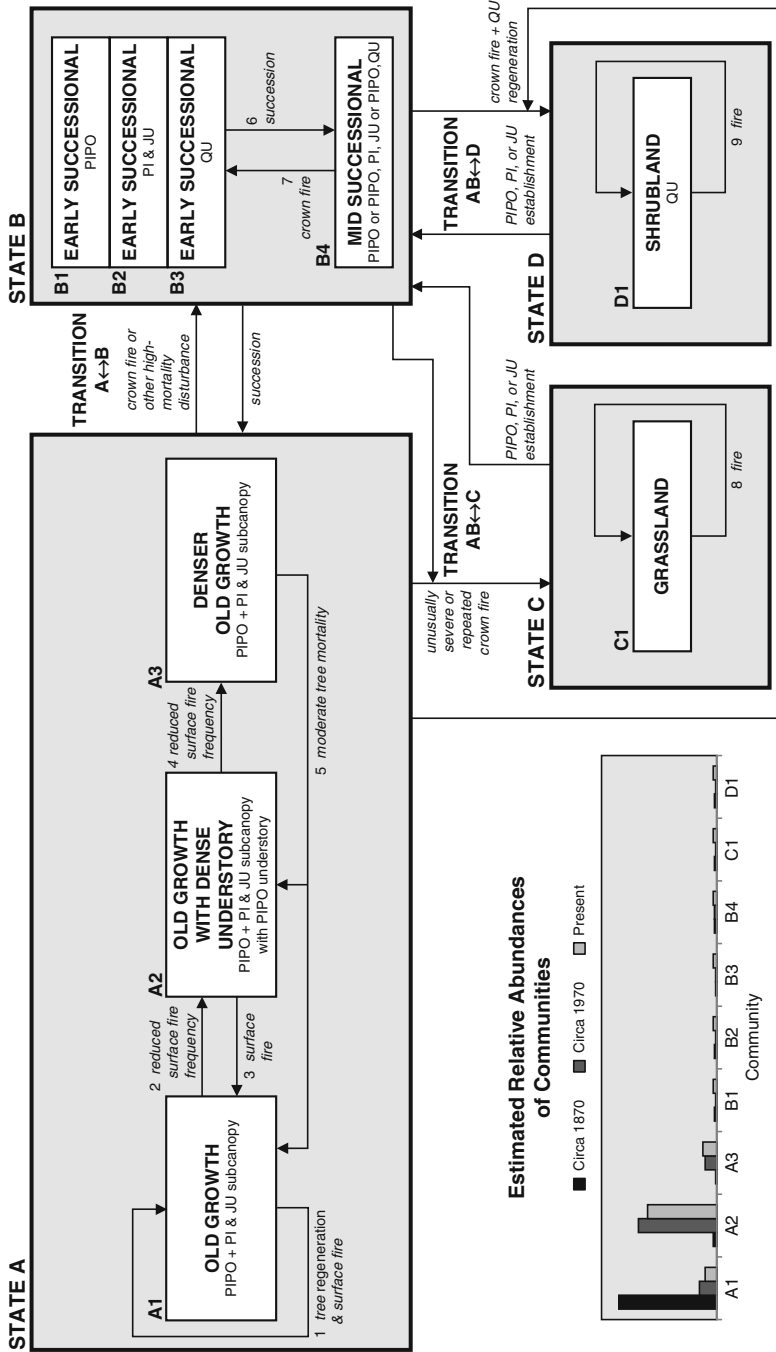 STATE A
A1
OLD GROWTH
PIPO + PI & JU subcanopy
1 tree regeneration
& surface fire
2 reduced
surface fire
frequency
3 surface
fire
A2
OLD GROWTH
WITH DENSE
UNDERSTORY
PIPO + PI & JU subcanopy
with PIPO understory
4 reduced
surface fire
frequency
A3
DENSER
OLD GROWTH
PIPO + PI & JU subcanopy
5 moderate tree mortality
TRANSITION
A↔B
crown fire or
other high-
mortality
disturbance
succession
STATE B
B1
EARLY SUCCESSIONAL
PIPO
B2
EARLY SUCCESSIONAL
PI & JU
B3
EARLY SUCCESSIONAL
QU
6
succession
7
crown fire
B4
MID SUCCESSIONAL
PIPO or PIPO, PI, JU or PIPO,QU
unusually
severe or
repeated
crown fire
TRANSITION
AB↔C
PIPO, PI, or JU
establishment
TRANSITION
AB↔D
PIPO, PI, or JU
establishment
crown fire + QU
regeneration
STATE C
C1
GRASSLAND
8 fire
STATE D
D1
SHRUBLAND
QU
9 fire
Estimated Relative Abundances
of Communities
Circa 1870
Circa 1970
Present
A1
A2
A3
B1
B2
B3
B4
C1
D1
Community